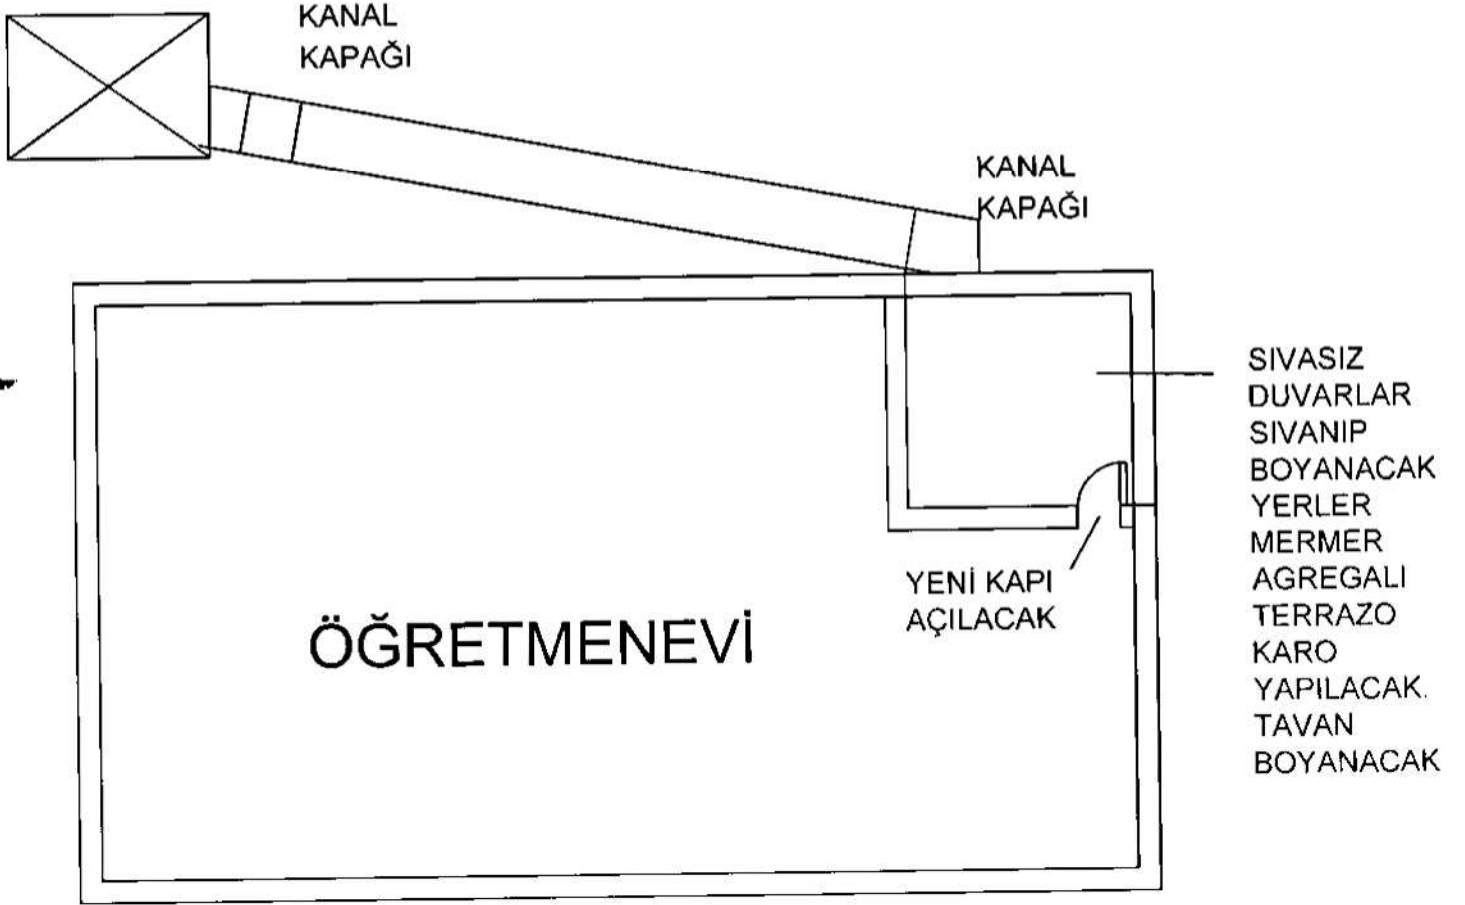 KANAL
KAPAĞI
KANAL
KAPAĞI
SIVASIZ
DUVARLAR
SIVANIP
BOYANACAK
YERLER
MERMER
AGREGALI
TERRAZO
KARO
YAPILACAK.
TAVAN
BOYANACAK
YENİ KAPI
AÇILACAK
ÖĞRETMENEVİ